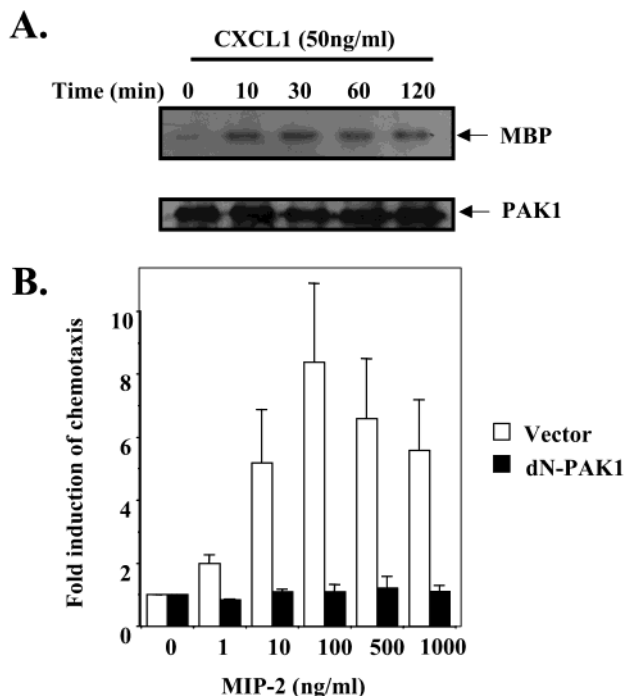 A.
CXCL1 (50ng/ml)
Time (min) 0 10 30 60 120
MBP
PAK1
B.
Fold induction of chemotaxis
10
8
6
4
2
0
Vector
dN-PAK1
0 1 10 100 500 1000
MIP-2 (ng/ml)